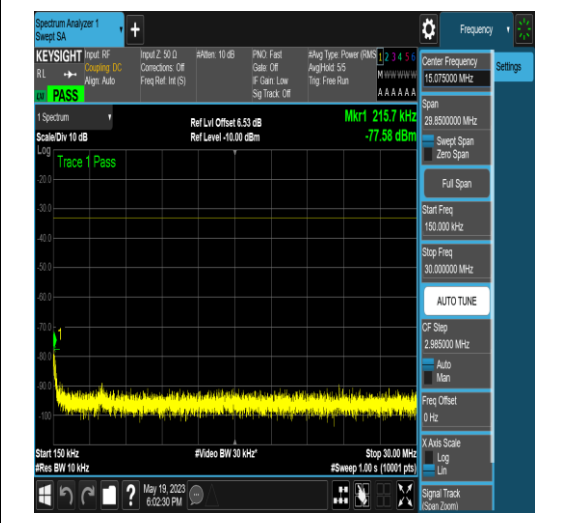 Spectrum Analyzer 1
Swept SA
+
Frequency
KEYSIGHT
RL
PASS
Input: RF
Coupling: DC
Align: Auto
Input Z: 50 Ω
Corrections: Off
Freq Ref: Int (S)
#Atten: 10 dB
PNO: Fast
Gate: Off
IF Gain: Low
Sig Track: Off
#Avg Type: Power (RMS
Avg|Hold: 5/5
Trig: Free Run
1 2 3 4 5 6
M W W W W W
A A A A A A
1 Spectrum
Scale/Div 10 dB
Ref Lvl Offset 6.53 dB
Ref Level -10.00 dBm
Mkr1 215.7 kHz
-77.58 dBm
Log
Trace 1 Pass
-20.0
-30.0
-40.0
-50.0
-60.0
-70.0
-80.0
-90.0
-100
1
Start 150 kHz
#Res BW 10 kHz
#Video BW 30 kHz*
Stop 30.00 MHz
#Sweep 1.00 s (10001 pts)
?
May 19, 2023
6:02:30 PM
Center Frequency
15.075000 MHz
Span
29.8500000 MHz
Swept Span
Zero Span
Full Span
Start Freq
150.000 kHz
Stop Freq
30.000000 MHz
AUTO TUNE
CF Step
2.985000 MHz
Auto
Man
Freq Offset
0 Hz
X Axis Scale
Log
Lin
Signal Track
(Span Zoom)
Settings